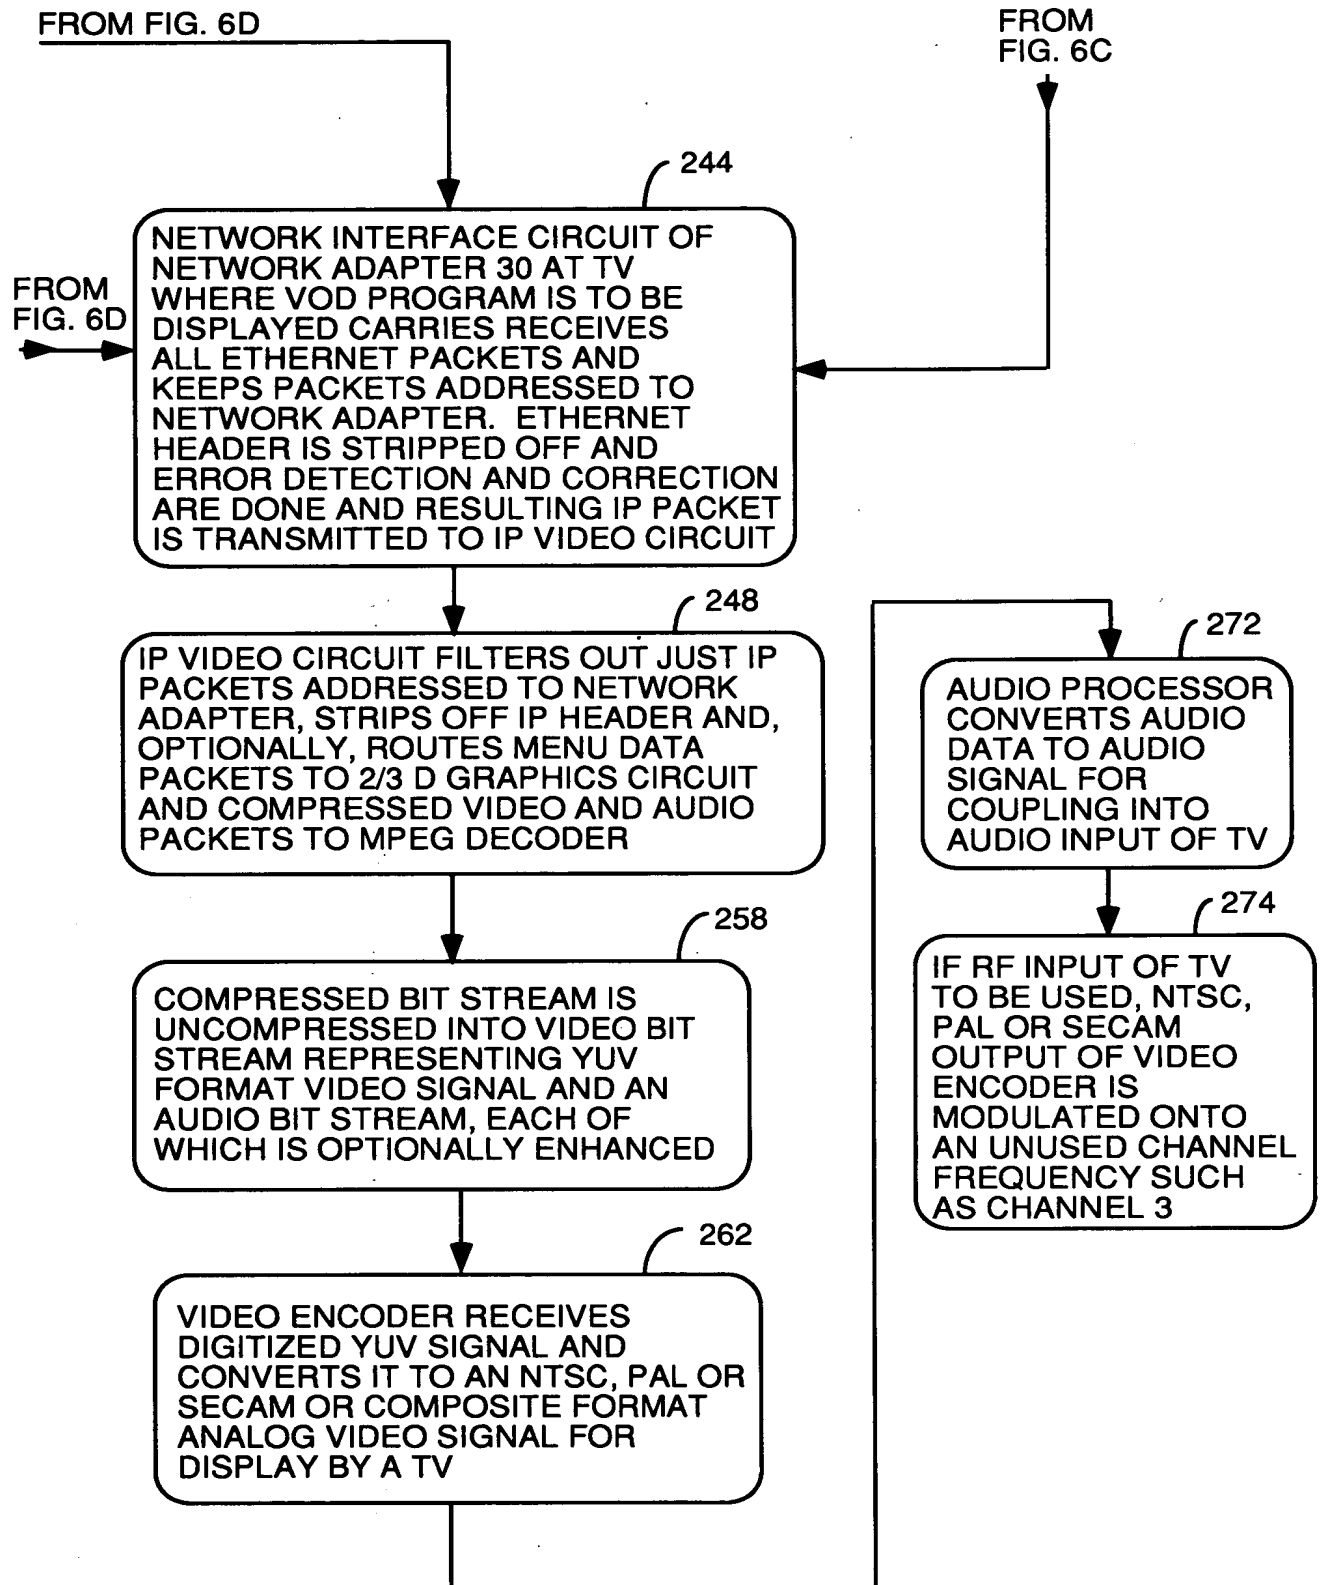 FROM FIG. 6D
FROM
FIG. 6C
244
NETWORK INTERFACE CIRCUIT OF
NETWORK ADAPTER 30 AT TV
WHERE VOD PROGRAM IS TO BE
DISPLAYED CARRIES RECEIVES
ALL ETHERNET PACKETS AND
KEEPS PACKETS ADDRESSED TO
NETWORK ADAPTER. ETHERNET
HEADER IS STRIPPED OFF AND
ERROR DETECTION AND CORRECTION
ARE DONE AND RESULTING IP PACKET
IS TRANSMITTED TO IP VIDEO CIRCUIT
FROM
FIG. 6D
248
IP VIDEO CIRCUIT FILTERS OUT JUST IP
PACKETS ADDRESSED TO NETWORK
ADAPTER, STRIPS OFF IP HEADER AND,
OPTIONALLY, ROUTES MENU DATA
PACKETS TO 2/3 D GRAPHICS CIRCUIT
AND COMPRESSED VIDEO AND AUDIO
PACKETS TO MPEG DECODER
258
COMPRESSED BIT STREAM IS
UNCOMPRESSED INTO VIDEO BIT
STREAM REPRESENTING YUV
FORMAT VIDEO SIGNAL AND AN
AUDIO BIT STREAM, EACH OF
WHICH IS OPTIONALLY ENHANCED
262
VIDEO ENCODER RECEIVES
DIGITIZED YUV SIGNAL AND
CONVERTS IT TO AN NTSC, PAL OR
SECAM OR COMPOSITE FORMAT
ANALOG VIDEO SIGNAL FOR
DISPLAY BY A TV
272
AUDIO PROCESSOR
CONVERTS AUDIO
DATA TO AUDIO
SIGNAL FOR
COUPLING INTO
AUDIO INPUT OF TV
274
IF RF INPUT OF TV
TO BE USED, NTSC,
PAL OR SECAM
OUTPUT OF VIDEO
ENCODER IS
MODULATED ONTO
AN UNUSED CHANNEL
FREQUENCY SUCH
AS CHANNEL 3